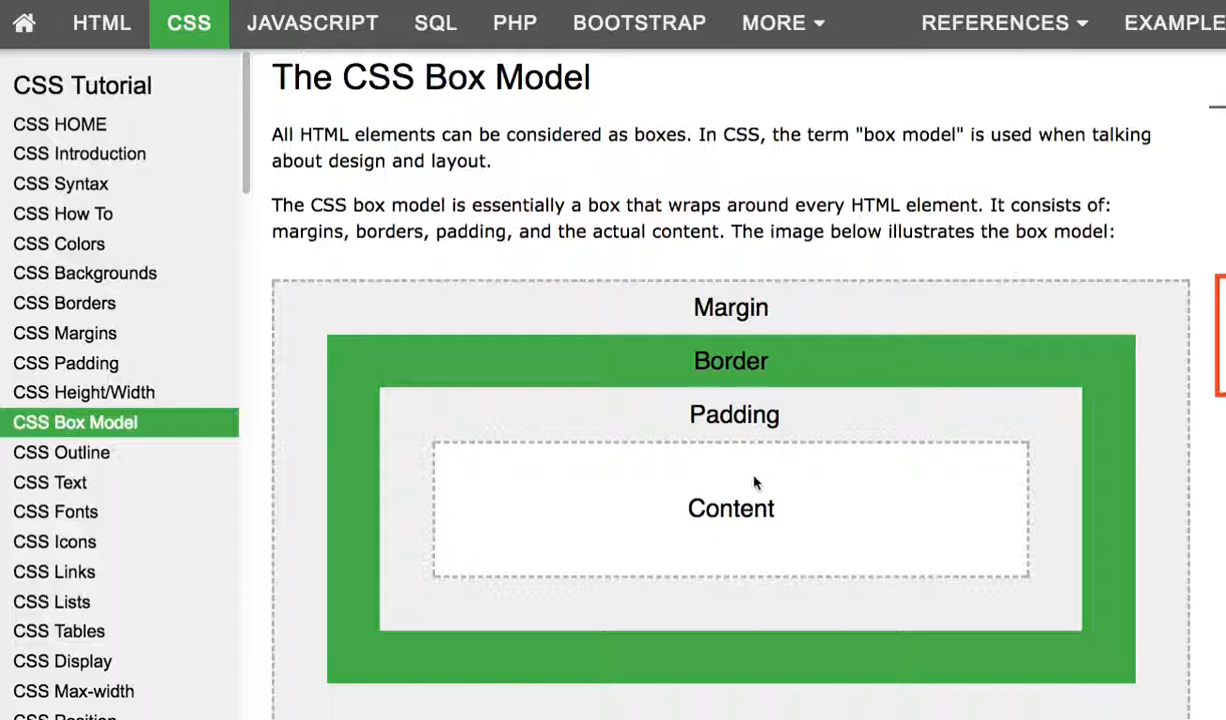 HTML CSS JAVASCRIPT SQL PHP BOOTSTRAP MORE REFERENCES EXAMPLE
CSS Tutorial
CSS HOME
CSS Introduction
CSS Syntax
CSS How To
CSS Colors
CSS Backgrounds
CSS Borders
CSS Margins
CSS Padding
CSS Height/Width
CSS Box Model
CSS Outline
CSS Text
CSS Fonts
CSS Icons
CSS Links
CSS Lists
CSS Tables
CSS Display
CSS Max-width
CSS Position
The CSS Box Model
All HTML elements can be considered as boxes. In CSS, the term "box model" is used when talking
about design and layout.
The CSS box model is essentially a box that wraps around every HTML element. It consists of:
margins, borders, padding, and the actual content. The image below illustrates the box model:
Margin
Border
Padding
Content